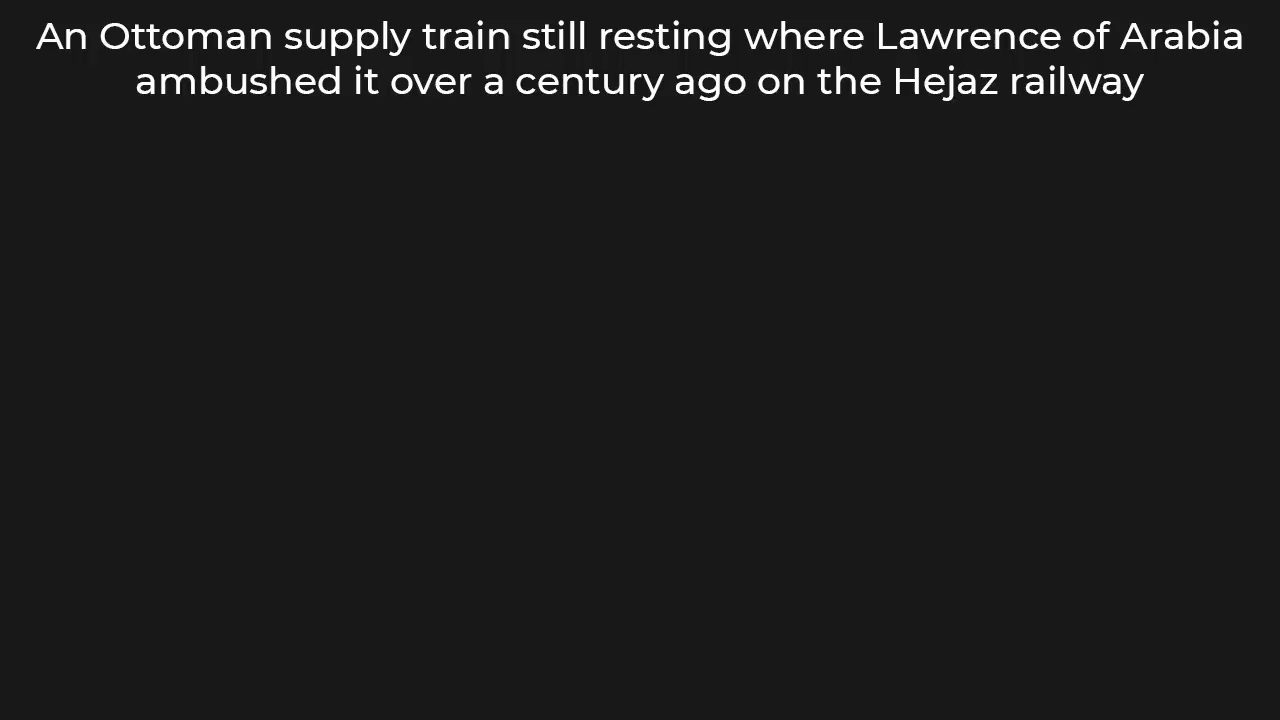 An Ottoman supply train still resting where Lawrence of Arabia
ambushed it over a century ago on the Hejaz railway